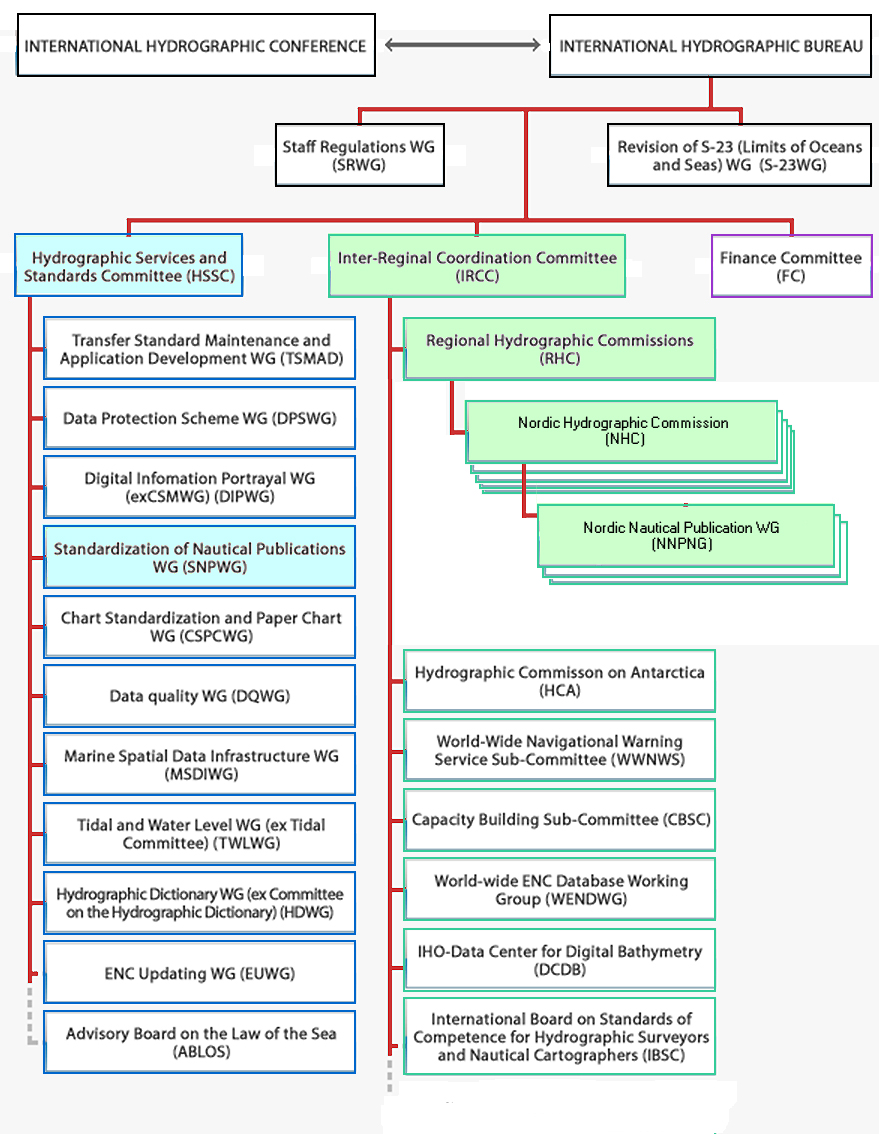 INTERNATIONAL HYDROGRAPHIC CONFERENCE
INTERNATIONAL HYDROGRAPHIC BUREAU
Staff Regulations WG
(SRWG)
Revision of S-23 (Limits of Oceans
and Seas) WG (S-23WG)
Hydrographic Services and
Standards Committee (HSSC)
Inter-Reginal Coordination Committee
(IRCC)
Finance Committee
(FC)
Transfer Standard Maintenance and
Application Development WG (TSMAD)
Data Protection Scheme WG (DPSWG)
Digital Infomation Portrayal WG
(exCSMWG) (DIPWG)
Standardization of Nautical Publications
WG (SNPWG)
Chart Standardization and Paper Chart
WG (CSPCWG)
Data quality WG (DQWG)
Marine Spatial Data Infrastructure WG
(MSDIWG)
Tidal and Water Level WG (ex Tidal
Committee) (TWLWG)
Hydrographic Dictionary WG (ex Committee
on the Hydrographic Dictionary) (HDWG)
ENC Updating WG (EUWG)
Advisory Board on the Law of the Sea
(ABLOS)
Regional Hydrographic Commissions
(RHC)
Nordic Hydrographic Commission
(NHC)
Nordic Nautical Publication WG
(NNPNG)
Hydrographic Commisson on Antarctica
(HCA)
World-Wide Navigational Warning
Service Sub-Committee (WWNWS)
Capacity Building Sub-Committee (CBSC)
World-wide ENC Database Working
Group (WENDWG)
IHO-Data Center for Digital Bathymetry
(DCDB)
International Board on Standards of
Competence for Hydrographic Surveyors
and Nautical Cartographers (IBSC)